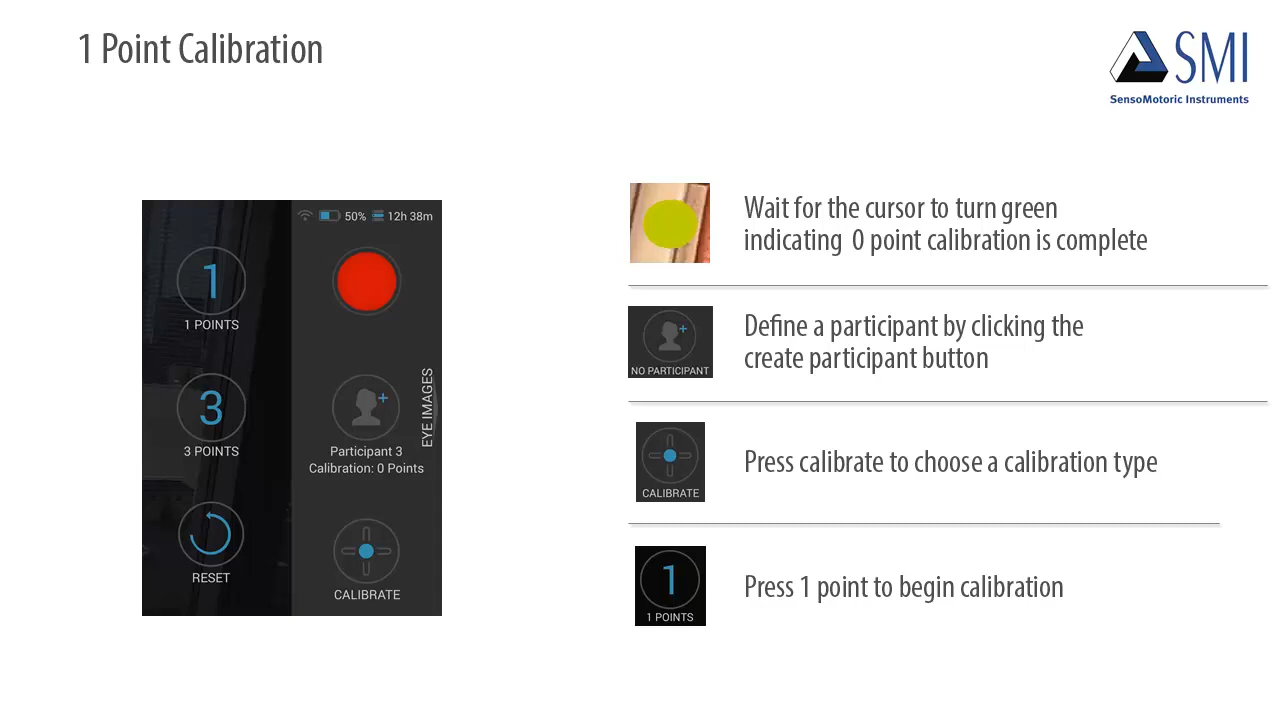 1 Point Calibration
SMI
SensoMotoric Instruments
50% 12h 38m
1
1 POINTS
3
3 POINTS
EYE IMAGES
Participant 3
Calibration: 0 Points
RESET
CALIBRATE
Wait for the cursor to turn green
indicating 0 point calibration is complete
NO PARTICIPANT
Define a participant by clicking the
create participant button
CALIBRATE
Press calibrate to choose a calibration type
1
1 POINTS
Press 1 point to begin calibration